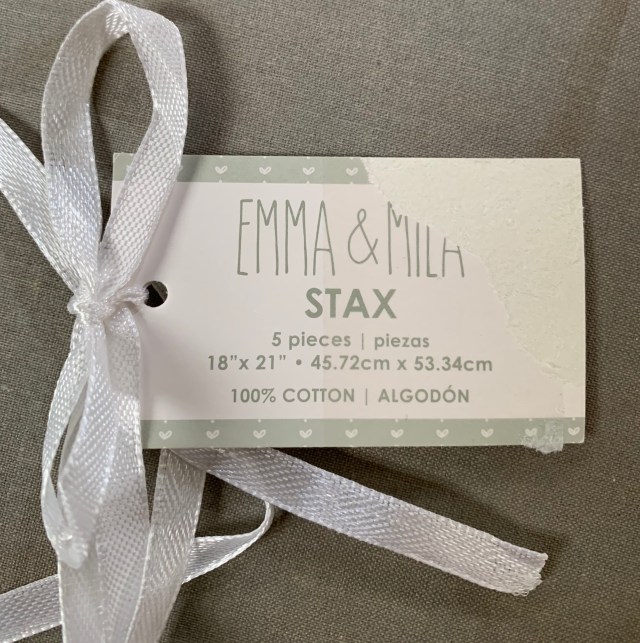 EMMA & MILA
STAX
5 pieces | piezas
18"x 21" • 45.72cm x 53.34cm
100% COTTON | ALGODÓN